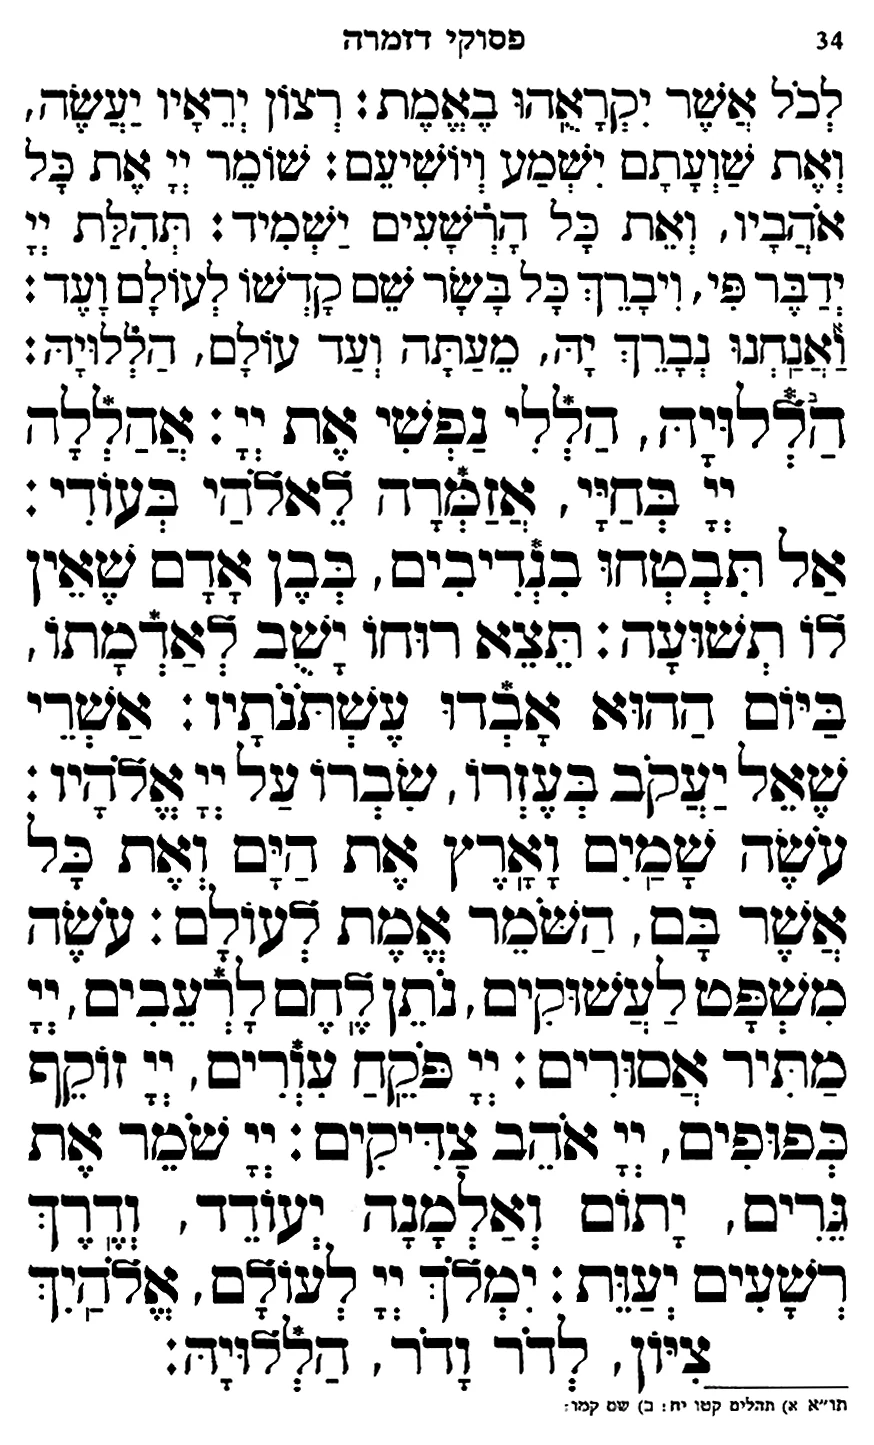 פסוקי דזמרה 34
לְכֹל אֲשֶׁר יִקְרָאֻהוּ בֶאֱמֶת: רְצוֹן יְרֵאָיו יַעֲשֶׂה,
וְאֶת שַׁוְעָתָם יִשְׁמַע וְיוֹשִׁיעֵם: שׁוֹמֵר יְיָ אֶת כָּל
אֹהֲבָיו, וְאֵת כָּל הָרְשָׁעִים יַשְׁמִיד: תְּהִלַּת יְיָ
יְדַבֶּר פִּי, וִיבָרֵךְ כָּל בָּשָׂר שֵׁם קָדְשׁוֹ לְעוֹלָם וָעֶד:
וַאֲנַחְנוּ נְבָרֵךְ יָהּ, מֵעַתָּה וְעַד עוֹלָם, הַלְלוּיָהּ:
הַלְלוּיָהּ, הַלְלִי נַפְשִׁי אֶת יְיָ: אֲהַלְלָה
יְיָ בְּחַיָּי, אֲזַמְּרָה לֵאלֹהַי בְּעוֹדִי:
אַל תִּבְטְחוּ בִנְדִיבִים, בְּבֶן אָדָם שֶׁאֵין
לוֹ תְשׁוּעָה: תֵּצֵא רוּחוֹ יָשֻׁב לְאַדְמָתוֹ,
בַּיּוֹם הַהוּא אָבְדוּ עֶשְׁתֹּנֹתָיו: אַשְׁרֵי
שֶׁאֵל יַעֲקֹב בְּעֶזְרוֹ, שִׂבְרוֹ עַל יְיָ אֱלֹהָיו:
עֹשֶׂה שָׁמַיִם וָאָרֶץ אֶת הַיָּם וְאֶת כָּל
אֲשֶׁר בָּם, הַשֹּׁמֵר אֱמֶת לְעוֹלָם: עֹשֶׂה
מִשְׁפָּט לַעֲשׁוּקִים, נֹתֵן לֶחֶם לָרְעֵבִים, יְיָ
מַתִּיר אֲסוּרִים: יְיָ פֹּקֵחַ עִוְרִים, יְיָ זוֹקֵף
כְּפוּפִים, יְיָ אֹהֵב צַדִּיקִים: יְיָ שֹׁמֵר אֶת
גֵּרִים, יָתוֹם וְאַלְמָנָה יְעוֹדֵד, וְדֶרֶךְ
רְשָׁעִים יְעַוֵּת: יִמְלֹךְ יְיָ לְעוֹלָם, אֱלֹהַיִךְ
צִיּוֹן, לְדֹר וָדֹר, הַלְלוּיָהּ:
תו״א א) תהלים קטו יח: ב) שם קמו: